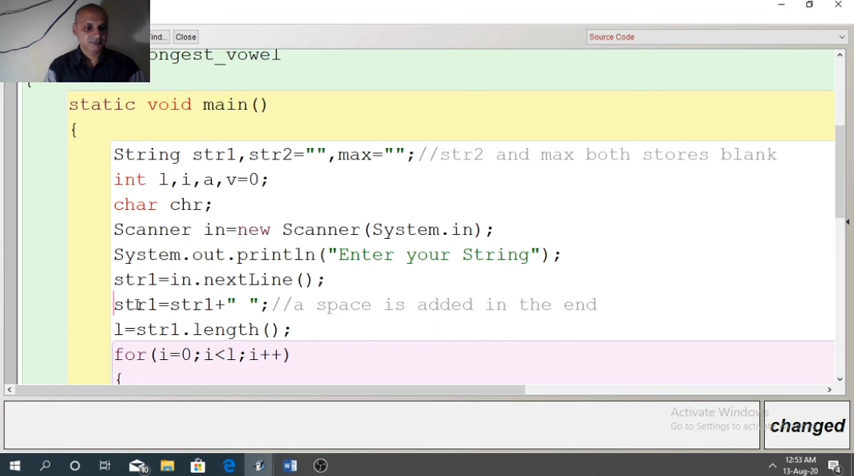 ind...
Close
Source Code
ongest_vowel
{
static void main()
{
String str1,str2="",max="";//str2 and max both stores blank
int l,i,a,v=0;
char chr;
Scanner in=new Scanner(System.in);
System.out.println("Enter your String");
str1=in.nextLine();
str1=str1+" ";//a space is added in the end
l=str1.length();
for(i=0;i<l;i++)
{
Activate Windows
Go to Settings to
changed
12:53 AM
13-Aug-20